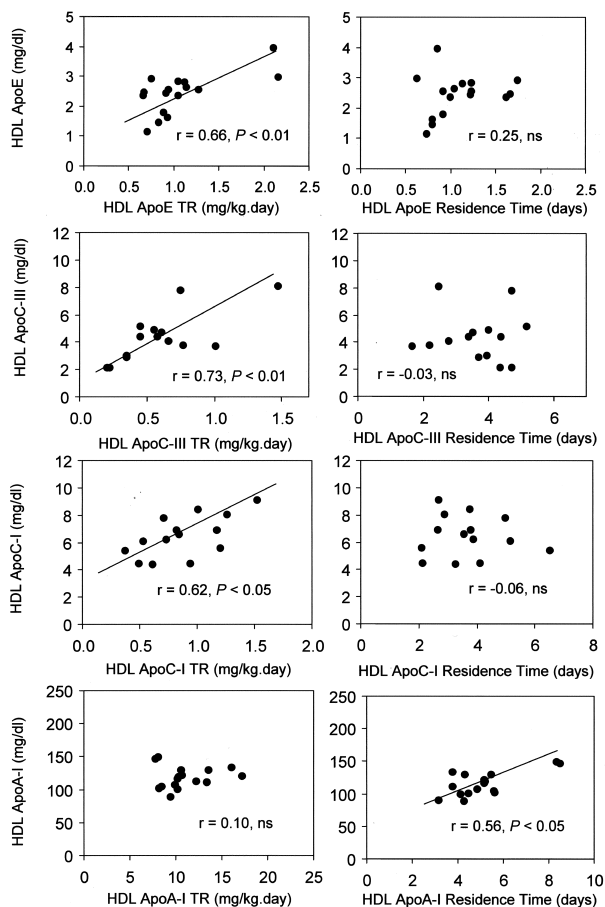 HDL ApoE (mg/dl)
5
4
3
2
1
0
r = 0.66, P < 0.01
0.0 0.5 1.0 1.5 2.0 2.5
HDL ApoE TR (mg/kg.day)
5
4
3
2
1
0
r = 0.25, ns
0.0 0.5 1.0 1.5 2.0 2.5
HDL ApoE Residence Time (days)
HDL ApoC-III (mg/dl)
12
10
8
6
4
2
0
r = 0.73, P < 0.01
0.0 0.5 1.0 1.5
HDL ApoC-III TR (mg/kg.day)
12
10
8
6
4
2
0
r = -0.03, ns
0 2 4 6
HDL ApoC-III Residence Time (days)
HDL ApoC-I (mg/dl)
12
10
8
6
4
2
0
r = 0.62, P < 0.05
0.0 0.5 1.0 1.5 2.0
HDL ApoC-I TR (mg/kg.day)
12
10
8
6
4
2
0
r = -0.06, ns
0 2 4 6 8
HDL ApoC-I Residence Time (days)
HDL ApoA-I (mg/dl)
250
200
150
100
50
0
r = 0.10, ns
0 5 10 15 20 25
HDL ApoA-I TR (mg/kg.day)
250
200
150
100
50
0
r = 0.56, P < 0.05
0 2 4 6 8 10
HDL ApoA-I Residence Time (days)